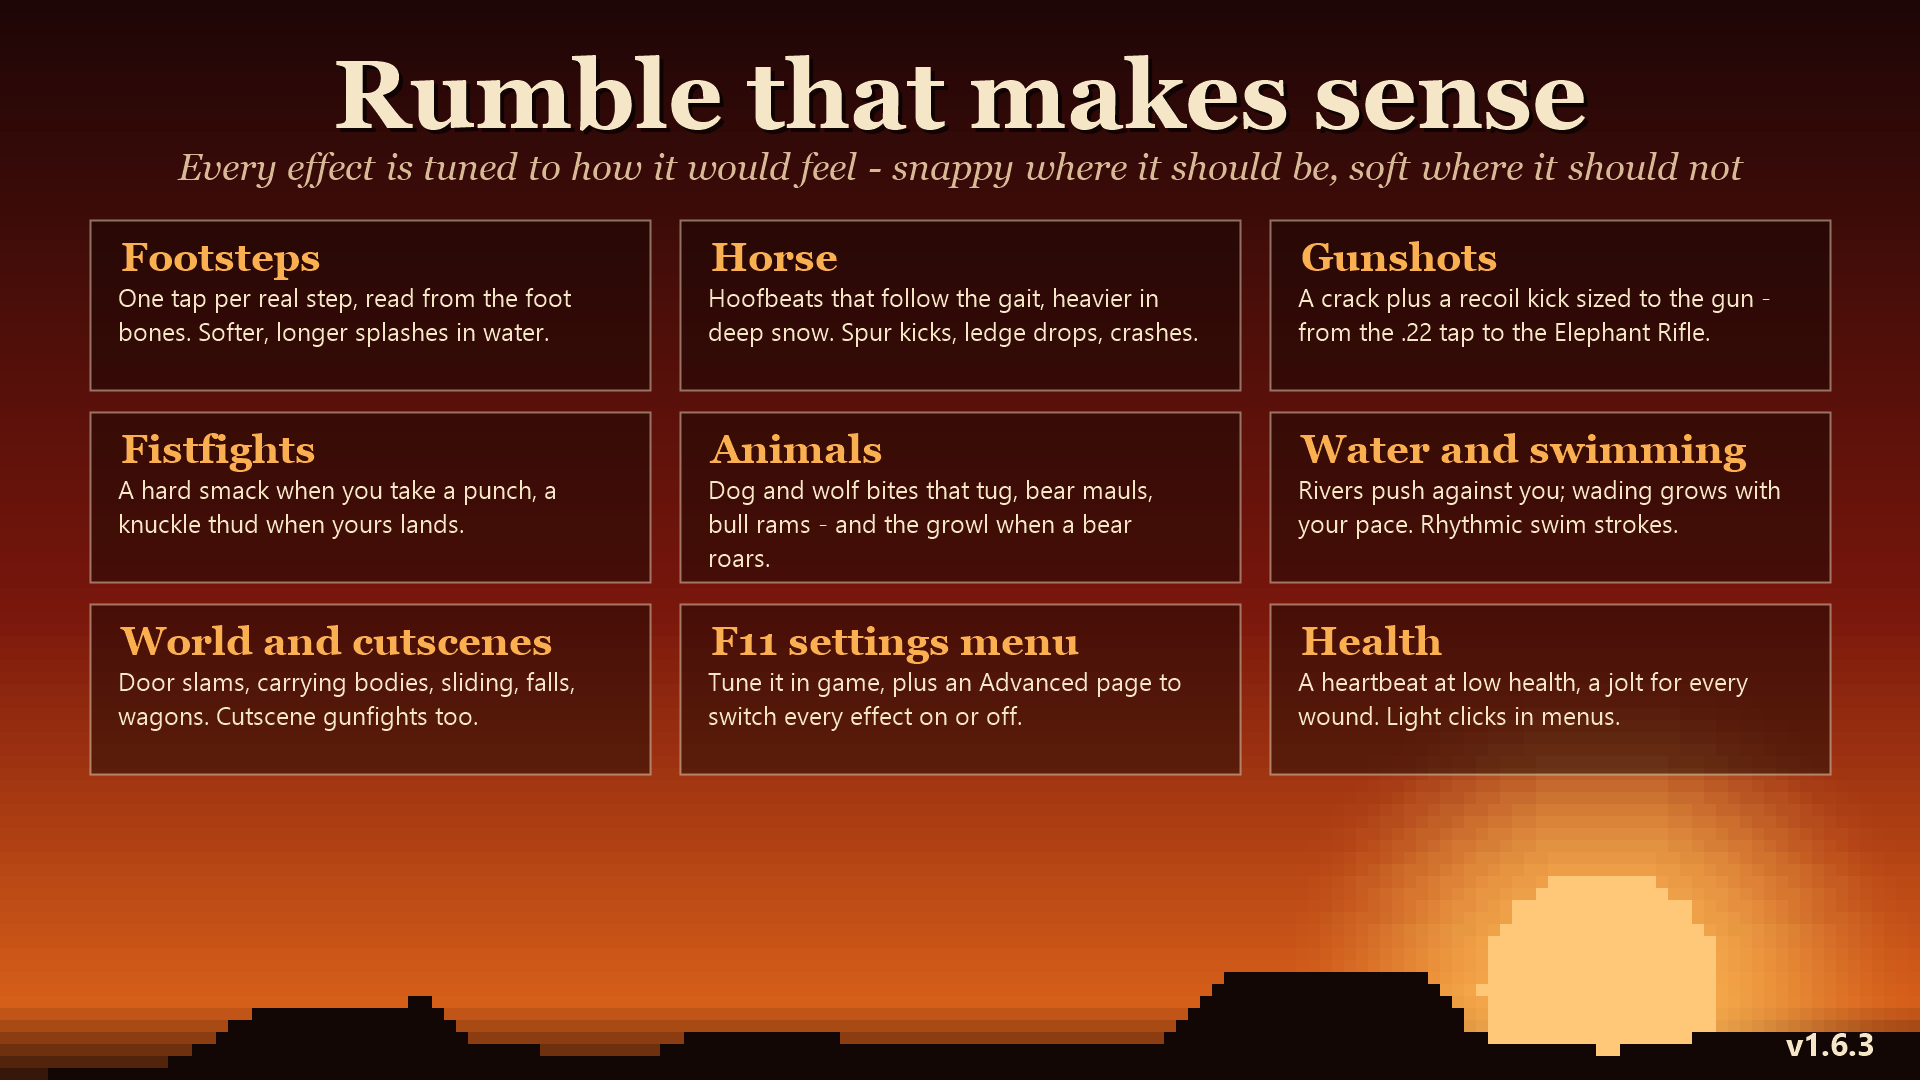 Rumble that makes sense
Every effect is tuned to how it would feel - snappy where it should be, soft where it should not
Footsteps
One tap per real step, read from the foot
bones. Softer, longer splashes in water.
Horse
Hoofbeats that follow the gait, heavier in
deep snow. Spur kicks, ledge drops, crashes.
Gunshots
A crack plus a recoil kick sized to the gun -
from the .22 tap to the Elephant Rifle.
Fistfights
A hard smack when you take a punch, a
knuckle thud when yours lands.
Animals
Dog and wolf bites that tug, bear mauls,
bull rams - and the growl when a bear
roars.
Water and swimming
Rivers push against you; wading grows with
your pace. Rhythmic swim strokes.
World and cutscenes
Door slams, carrying bodies, sliding, falls,
wagons. Cutscene gunfights too.
F11 settings menu
Tune it in game, plus an Advanced page to
switch every effect on or off.
Health
A heartbeat at low health, a jolt for every
wound. Light clicks in menus.
v1.6.3